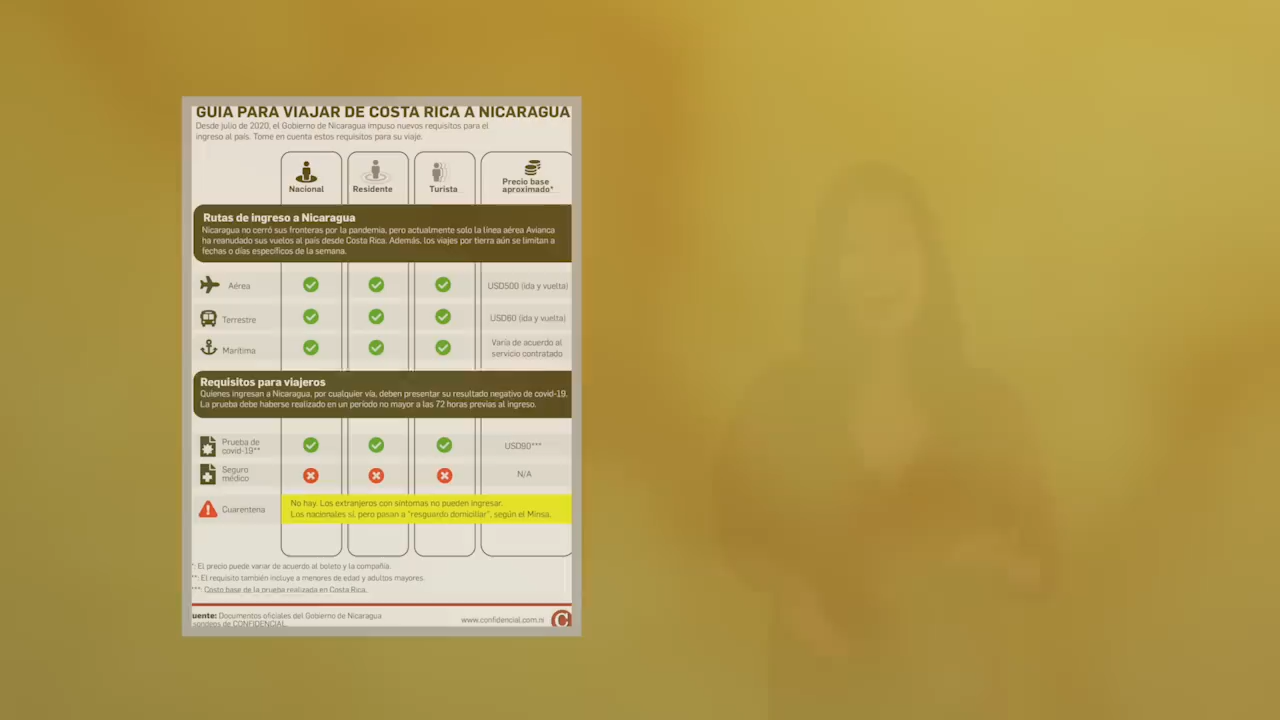 GUIA PARA VIAJAR DE COSTA RICA A NICARAGUA
Desde julio de 2020, el Gobierno de Nicaragua impuso nuevos requisitos para el
ingreso al país. Tome en cuenta estos requisitos para su viaje.
Nacional
Residente
Turista
Precio base
aproximado*
Rutas de ingreso a Nicaragua
Nicaragua no cerró sus fronteras por la pandemia, pero actualmente solo la línea aérea Avianca
ha reanudado sus vuelos al país desde Costa Rica. Además, los viajes por tierra aún se limitan a
fechas o días específicos de la semana.
Aérea
USD500 (ida y vuelta)
Terrestre
USD60 (ida y vuelta)
Marítima
Varía de acuerdo al
servicio contratado
Requisitos para viajeros
Quienes ingresan a Nicaragua, por cualquier vía, deben presentar su resultado negativo de covid-19.
La prueba debe haberse realizado en un período no mayor a las 72 horas previas al ingreso.
Prueba de
covid-19**
USD90***
Seguro
médico
N/A
Cuarentena
No hay. Los extranjeros con síntomas no pueden ingresar.
Los nacionales sí, pero pasan a "resguardo domiciliar", según el Minsa.
*: El precio puede variar de acuerdo al boleto y la compañía.
**: El requisito también incluye a menores de edad y adultos mayores.
***: Costo base de la prueba realizada en Costa Rica.
uente: Documentos oficiales del Gobierno de Nicaragua
sondeos de CONFIDENCIAL
www.confidencial.com.ni
C